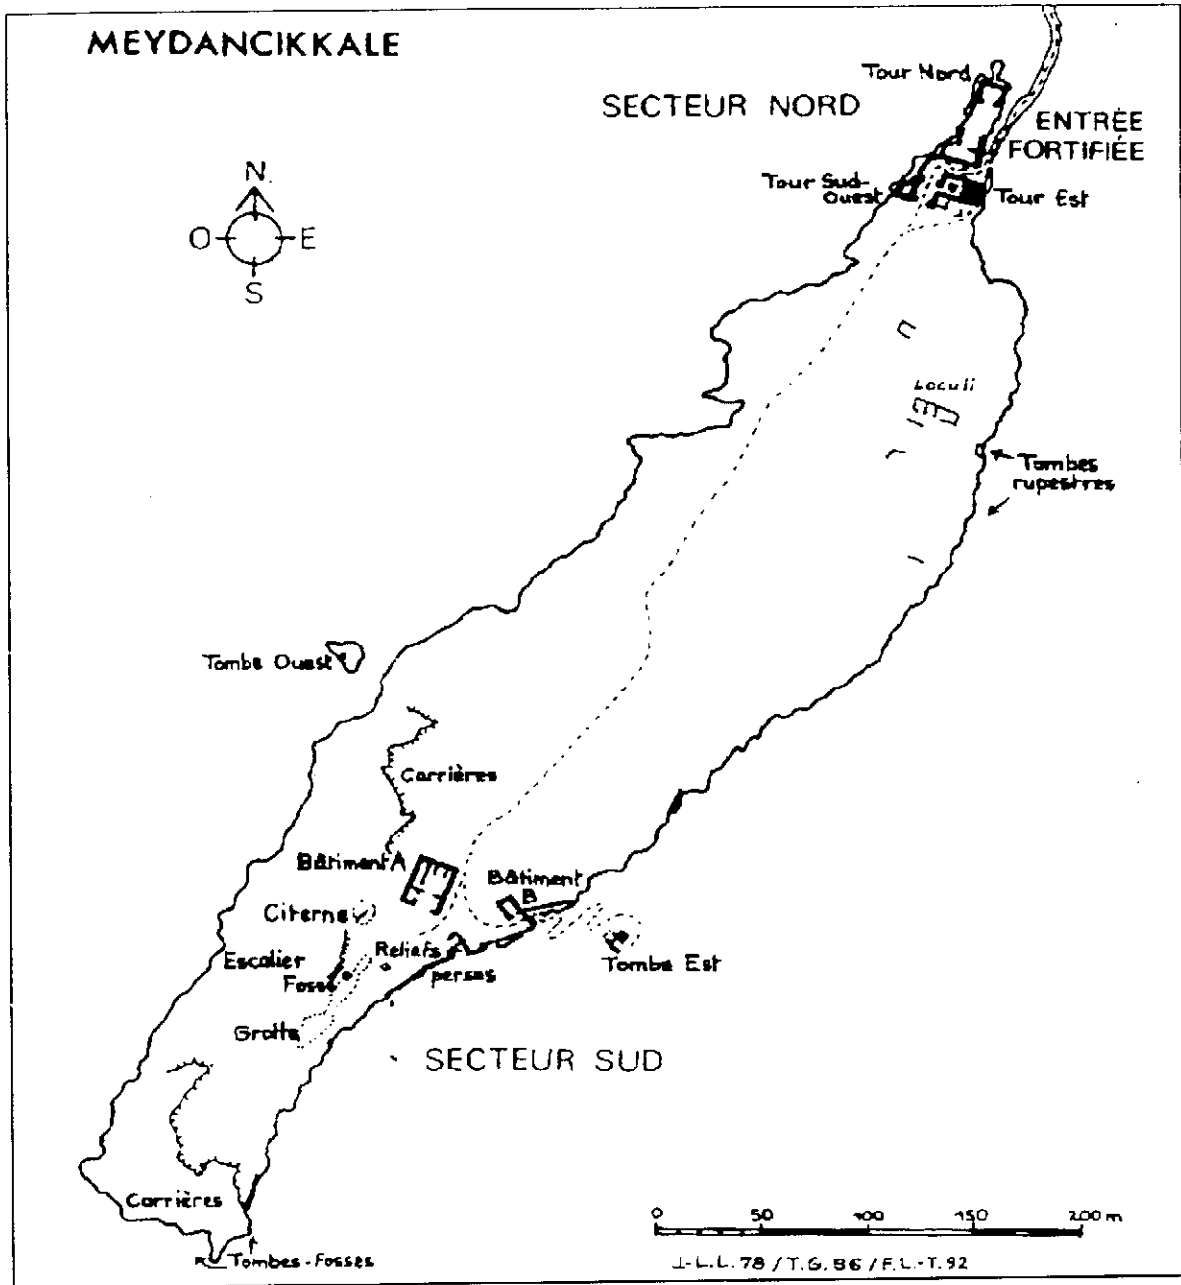 MEYDANCIKKALE
Tour Nord
SECTEUR NORD
ENTRÉE
FORTIFIÉE
N
O E
S
Tour Sud-
Ouest
Tour Est
Loculi
Tombes
rupestres
Tombe Ouest
Carrières
Bâtiment A
Bâtiment
B
Citerne
Escalier
Reliefs
perses
Fosse
Tombe Est
Grotte
SECTEUR SUD
Carrières
Tombes-Fosses
0 50 100 150 200 m
J-L.L. 78 / T.G. 86 / F.L.-T. 92